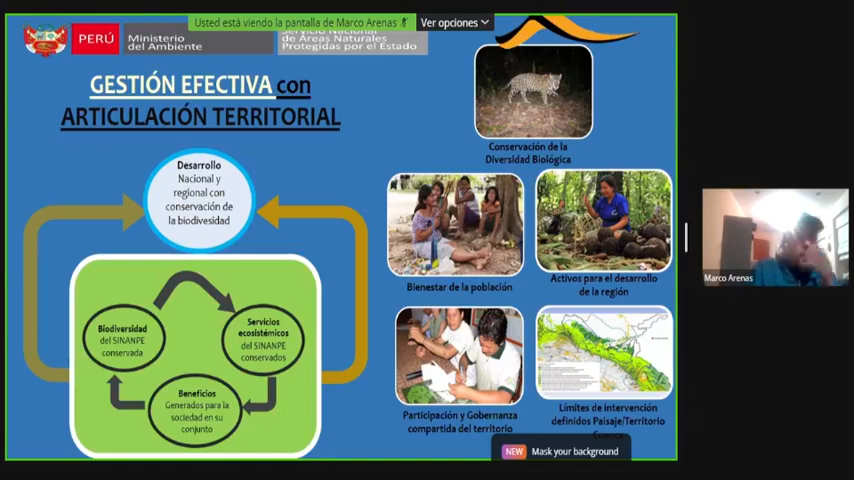 Usted está viendo la pantalla de Marco Arenas
Ver opciones
PERÚ
Ministerio
del Ambiente
Servicio Nacional
de Áreas Naturales
Protegidas por el Estado
GESTIÓN EFECTIVA con
ARTICULACIÓN TERRITORIAL
Desarrollo
Nacional y
regional con
conservación de
la biodivesidad
Biodiversidad
del SINANPE
conservada
Servicios
ecosistémicos
del SINANPE
conservados
Beneficios
Generados para la
sociedad en su
conjunto
Conservación de la
Diversidad Biológica
Bienestar de la población
Activos para el desarrollo
de la región
Participación y Gobernanza
compartida del territorio
Límites de intervención
definidos Paisaje/Territorio
Cuenca
NEW
Mask your background
Marco Arenas